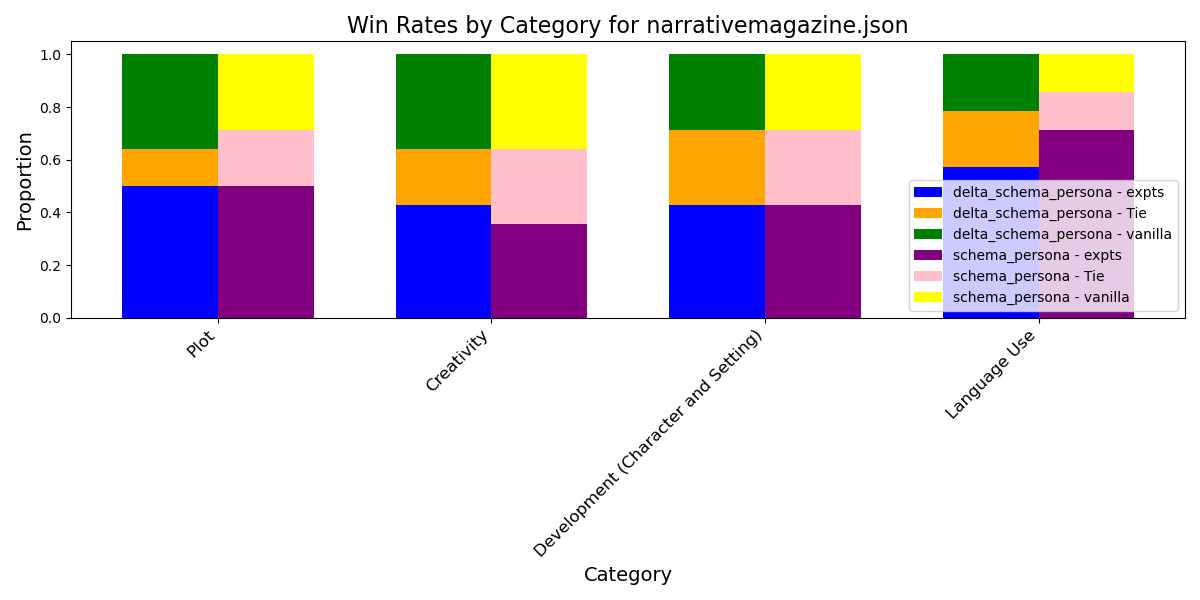 Win Rates by Category for narrativemagazine.json
Proportion
1.0
0.8
0.6
0.4
0.2
0.0
delta_schema_persona - expts
delta_schema_persona - Tie
delta_schema_persona - vanilla
schema_persona - expts
schema_persona - Tie
schema_persona - vanilla
Plot
Creativity
Development (Character and Setting)
Language Use
Category